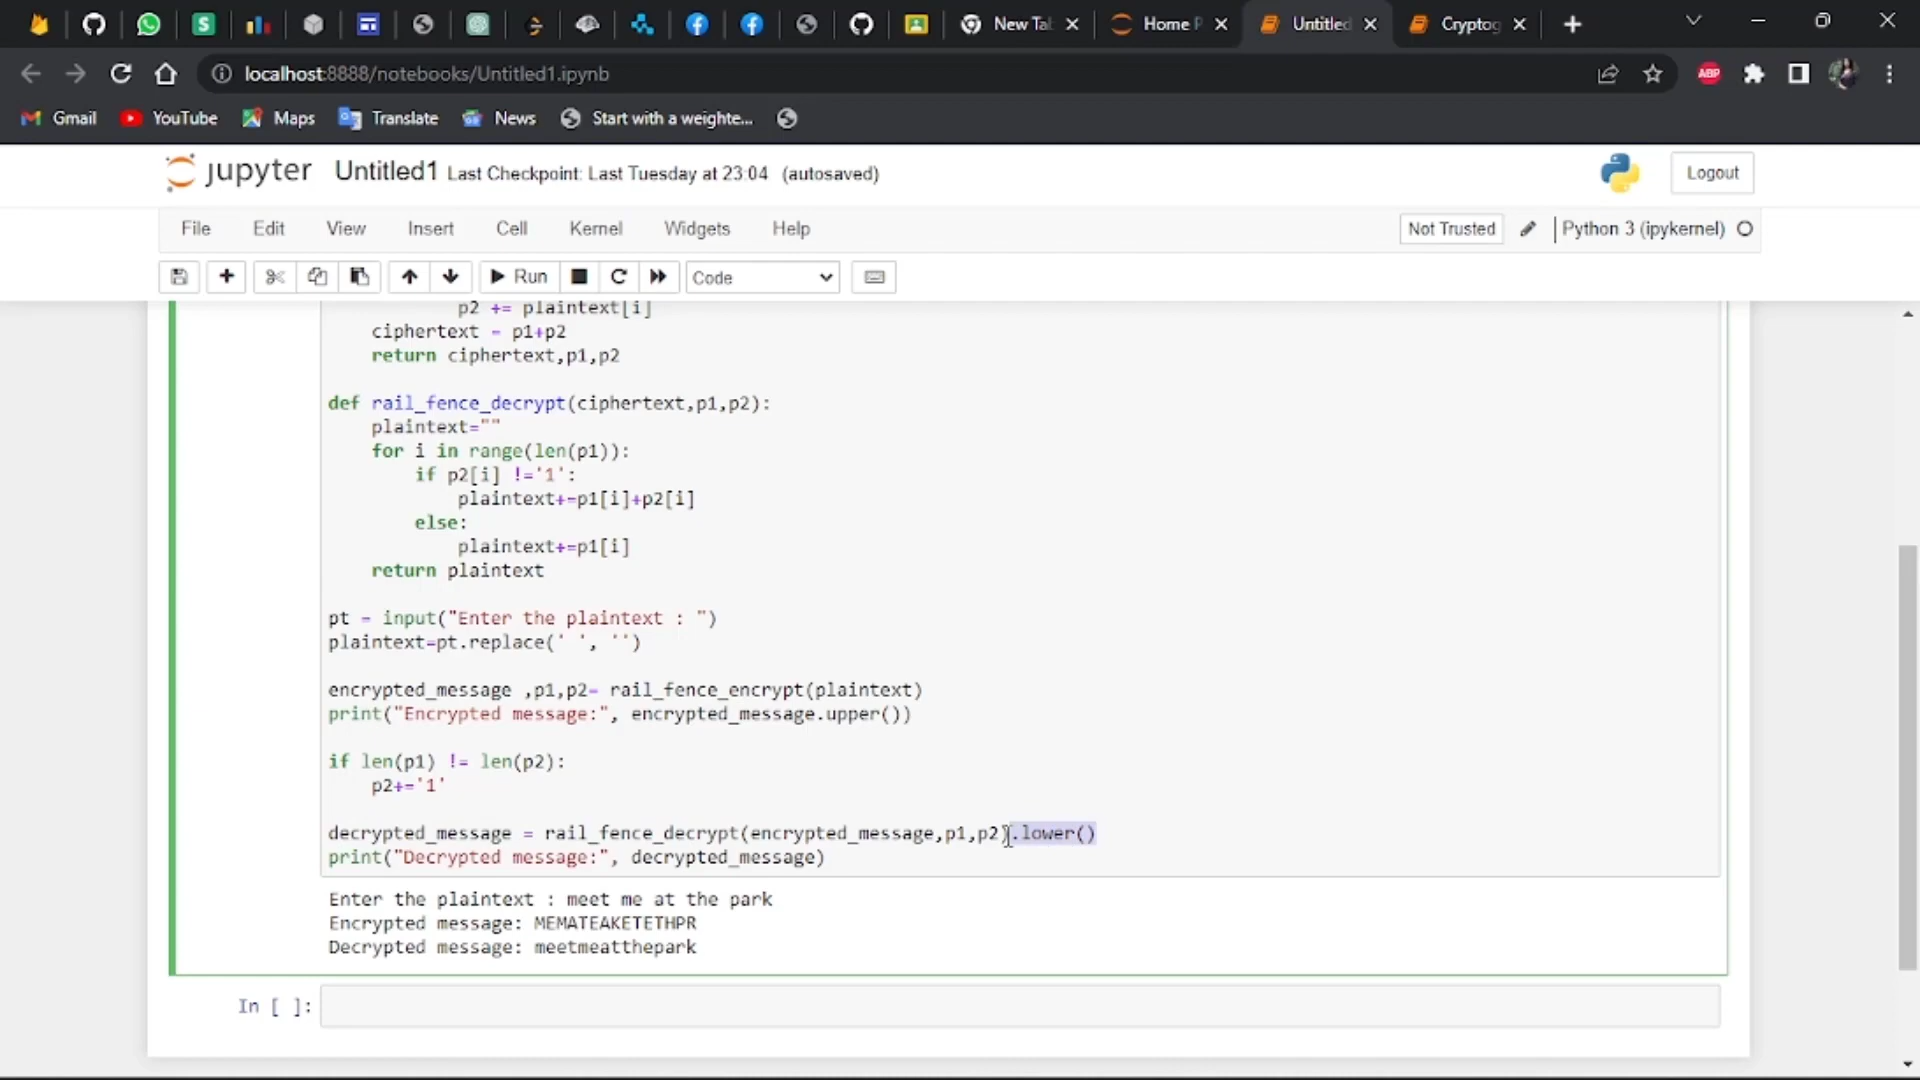 New Ta
Home P
Untitled
Cryptog
localhost:8888/notebooks/Untitled1.ipynb
ABP
Gmail
YouTube
Maps
Translate
News
Start with a weighte...
jupyter
Untitled1
Last Checkpoint: Last Tuesday at 23:04 (autosaved)
Logout
File Edit View Insert Cell Kernel Widgets Help
Not Trusted
Python 3 (ipykernel)
Run
Code
p2 += plaintext[i]
ciphertext = p1+p2
return ciphertext,p1,p2
def rail_fence_decrypt(ciphertext,p1,p2):
plaintext=""
for i in range(len(p1)):
if p2[i] !='1':
plaintext+=p1[i]+p2[i]
else:
plaintext+=p1[i]
return plaintext
pt = input("Enter the plaintext : ")
plaintext=pt.replace(' ', '')
encrypted_message ,p1,p2= rail_fence_encrypt(plaintext)
print("Encrypted message:", encrypted_message.upper())
if len(p1) != len(p2):
p2+='1'
decrypted_message = rail_fence_decrypt(encrypted_message,p1,p2).lower()
print("Decrypted message:", decrypted_message)
Enter the plaintext : meet me at the park
Encrypted message: MEMATEAKETETHPR
Decrypted message: meetmeatthepark
In [ ]: